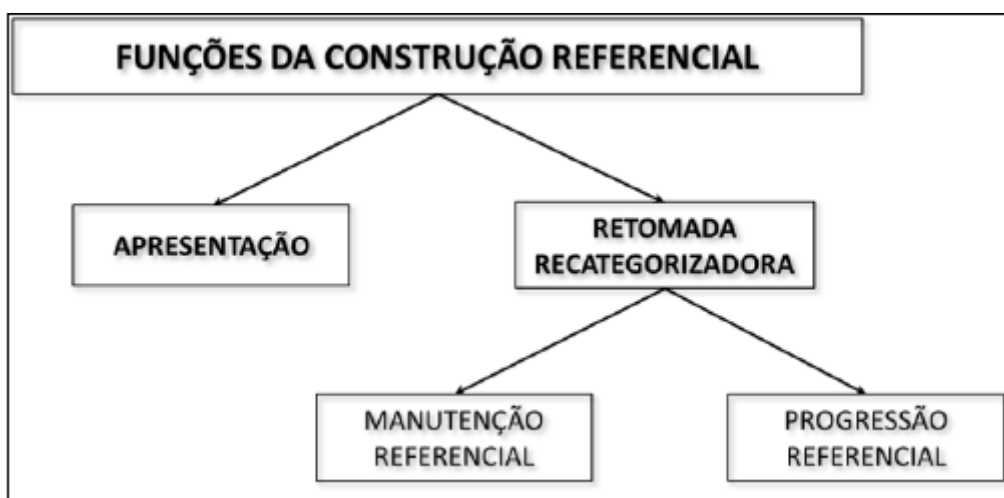 FUNÇÕES DA CONSTRUÇÃO REFERENCIAL
APRESENTAÇÃO
RETOMADA
RECATEGORIZADORA
MANUTENÇÃO
REFERENCIAL
PROGRESSÃO
REFERENCIAL